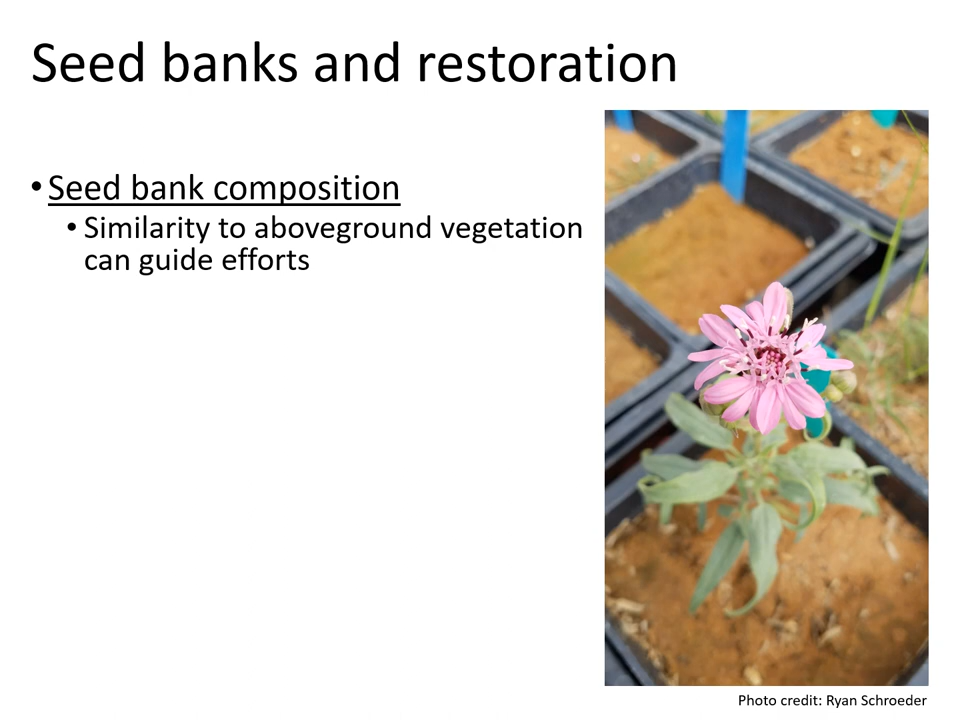 Seed banks and restoration
• Seed bank composition
• Similarity to aboveground vegetation
can guide efforts
Photo credit: Ryan Schroeder